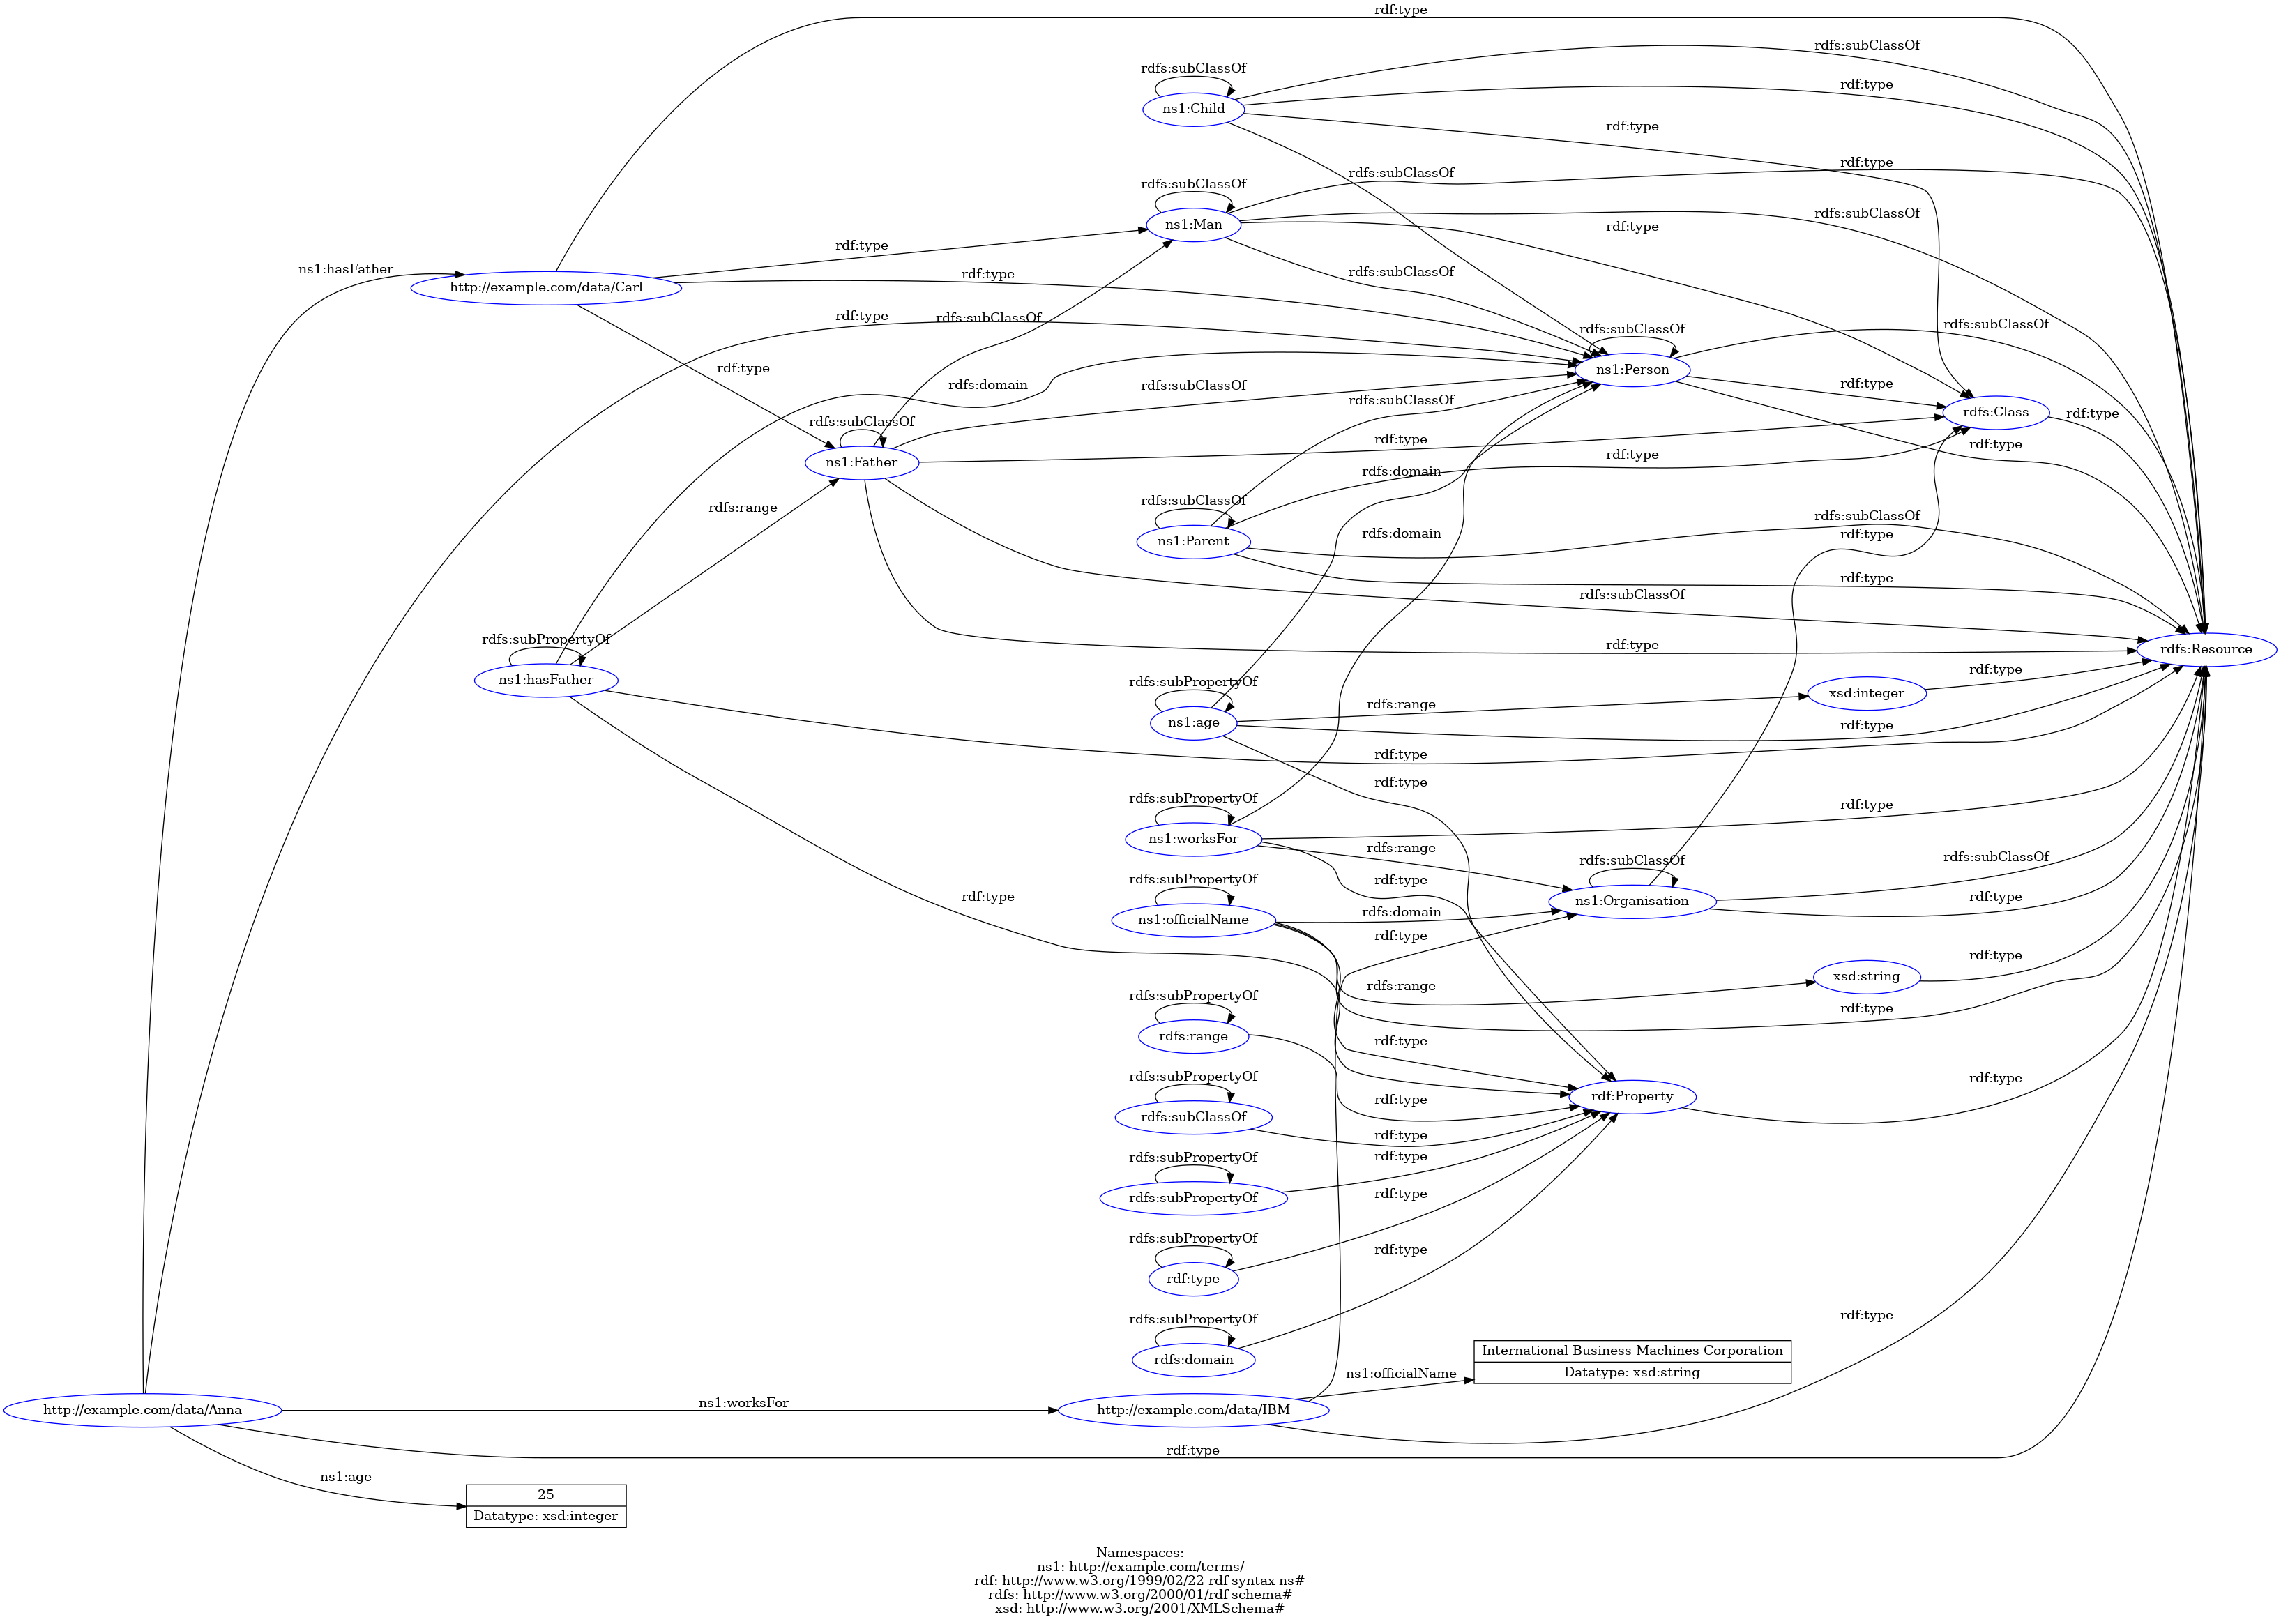 rdf:type
rdfs:subClassOf
rdfs:subClassOf
rdf:type
ns1:Child
rdf:type
rdf:type
rdfs:subClassOf
rdfs:subClassOf
rdfs:subClassOf
ns1:Man
rdf:type
rdf:type
ns1:hasFather
rdf:type
rdfs:subClassOf
http://example.com/data/Carl
rdf:type
rdfs:subClassOf
rdfs:subClassOf
rdfs:subClassOf
rdf:type
ns1:Person
rdf:type
rdfs:domain
rdfs:subClassOf
rdfs:subClassOf
rdfs:Class
rdf:type
rdfs:subClassOf
rdf:type
rdf:type
rdf:type
ns1:Father
rdfs:domain
rdfs:subClassOf
rdfs:range
rdfs:subClassOf
rdfs:domain
rdf:type
ns1:Parent
rdf:type
rdfs:subClassOf
rdfs:subPropertyOf
rdf:type
rdfs:Resource
rdf:type
ns1:hasFather
rdfs:subPropertyOf
xsd:integer
rdfs:range
ns1:age
rdf:type
rdf:type
rdf:type
rdfs:subPropertyOf
rdf:type
ns1:worksFor
rdfs:range
rdfs:subClassOf
rdfs:subClassOf
rdfs:subPropertyOf
rdf:type
rdf:type
rdf:type
ns1:Organisation
rdfs:domain
ns1:officialName
rdf:type
rdf:type
xsd:string
rdfs:range
rdfs:subPropertyOf
rdf:type
rdfs:range
rdf:type
rdfs:subPropertyOf
rdf:type
rdf:Property
rdf:type
rdfs:subClassOf
rdf:type
rdfs:subPropertyOf
rdf:type
rdfs:subPropertyOf
rdf:type
rdfs:subPropertyOf
rdf:type
rdf:type
rdfs:subPropertyOf
rdf:type
rdfs:domain
International Business Machines Corporation
Datatype: xsd:string
ns1:officialName
http://example.com/data/Anna
ns1:worksFor
http://example.com/data/IBM
rdf:type
ns1:age
25
Datatype: xsd:integer
Namespaces:
ns1: http://example.com/terms/
rdf: http://www.w3.org/1999/02/22-rdf-syntax-ns#
rdfs: http://www.w3.org/2000/01/rdf-schema#
xsd: http://www.w3.org/2001/XMLSchema#